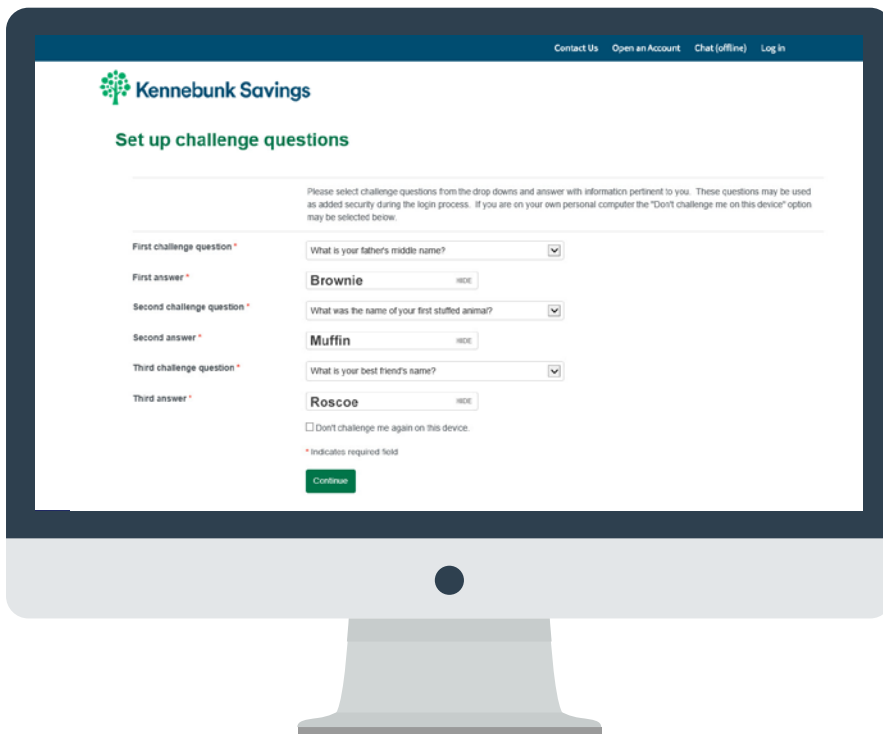 Contact Us Open an Account Chat (offline) Log in
Kennebunk Savings
Set up challenge questions
Please select challenge questions from the drop downs and answer with information pertinent to you. These questions may be used
as added security during the login process. If you are on your own personal computer the "Don't challenge me on this device" option
may be selected below.
First challenge question * What is your father's middle name?
First answer * Brownie HIDE
Second challenge question * What was the name of your first stuffed animal?
Second answer * Muffin HIDE
Third challenge question * What is your best friend's name?
Third answer * Roscoe HIDE
Don't challenge me again on this device.
* Indicates required field
Continue